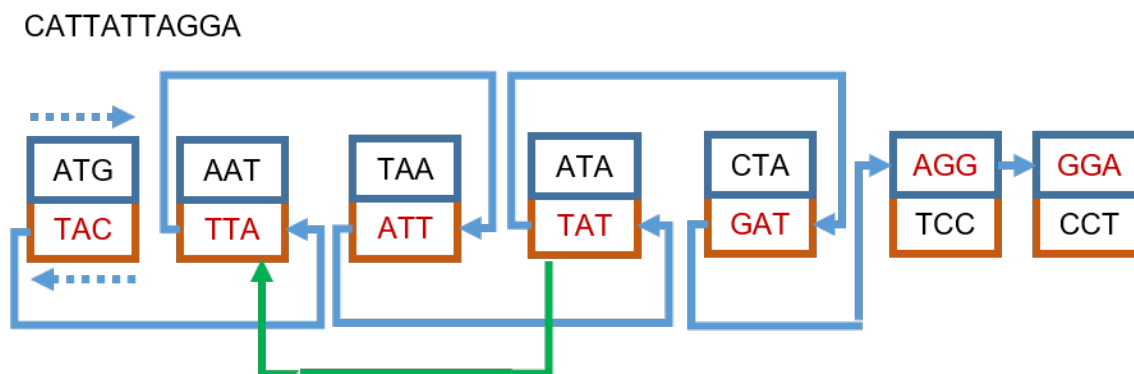 CATTATTAGGA
ATG AAT TAA ATA CTA AGG GGA
TAC TTA ATT TAT GAT TCC CCT